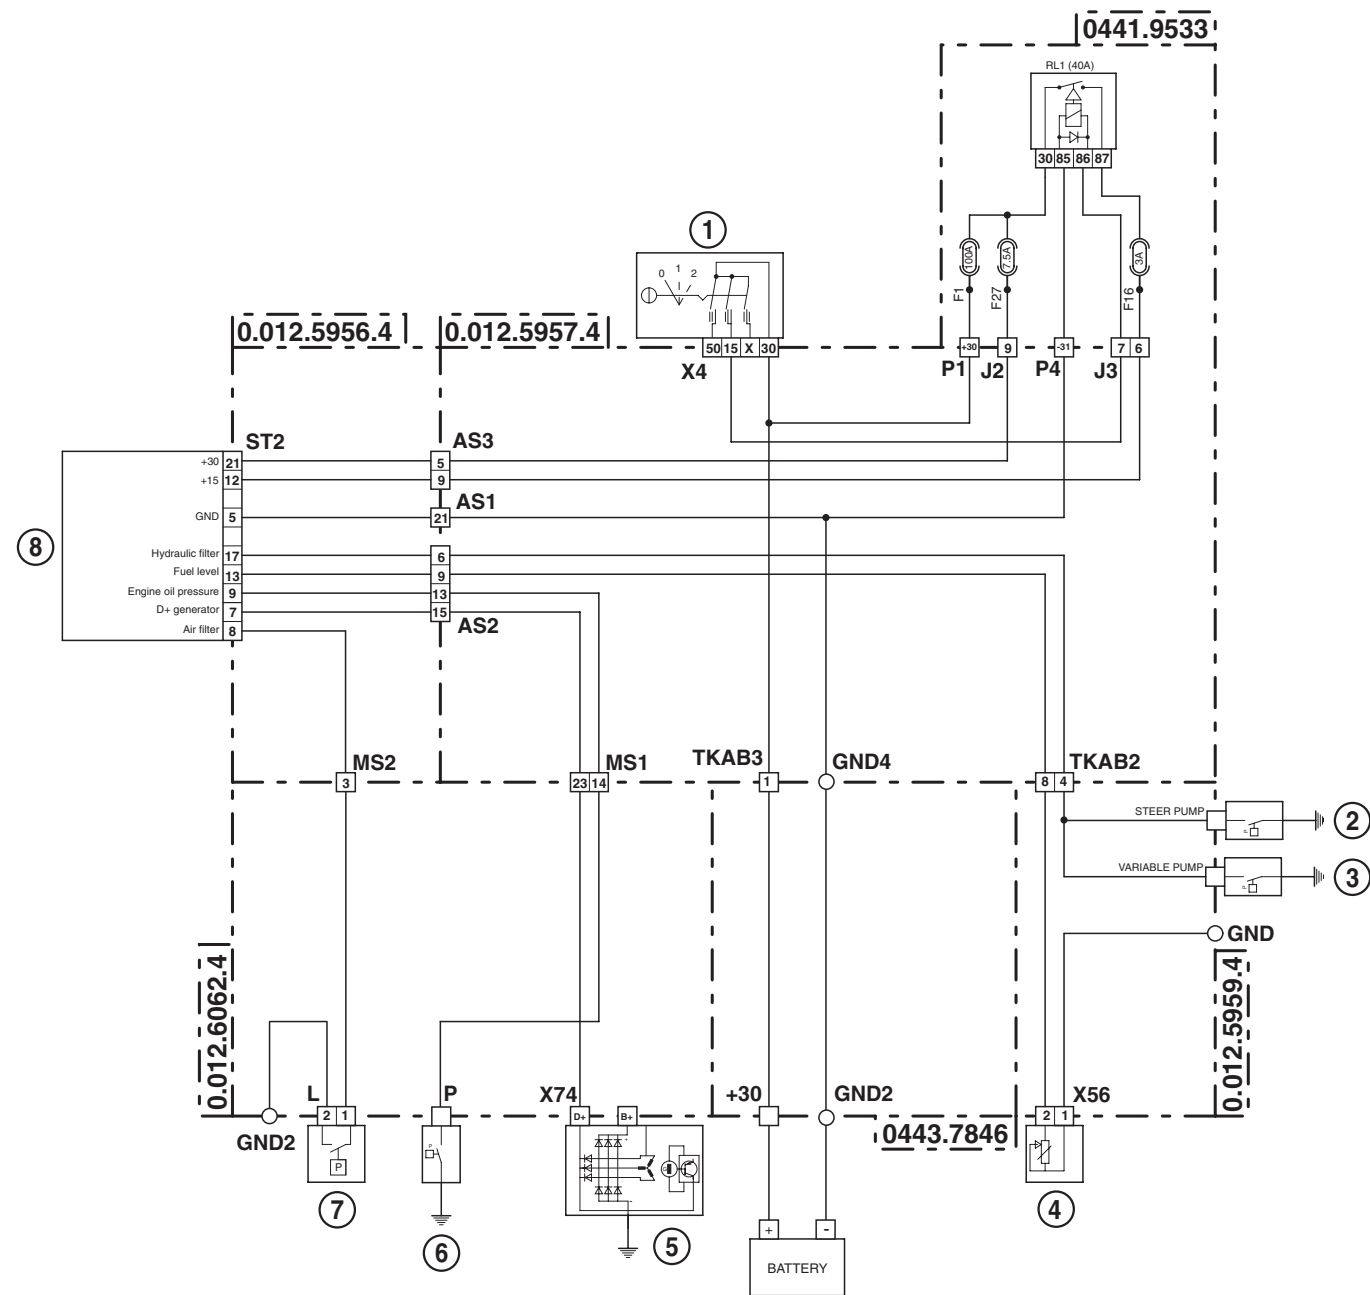 0441.9533
RL1 (40A)
30 85 86 87
1
0 1 2
100A
7.5A
3A
F1
F27
F16
0.012.5956.4
0.012.5957.4
50 15 X 30
X4
+30
9
-31
7 6
P1
J2
P4
J3
ST2
AS3
+30 21
5
+15 12
9
AS1
GND 5
21
8
Hydraulic filter 17
6
Fuel level 13
9
Engine oil pressure 9
13
D+ generator 7
15
Air filter 8
AS2
MS2
MS1
TKAB3
GND4
TKAB2
3
23 14
1
8 4
STEER PUMP
P
2
VARIABLE PUMP
P
3
GND
0.012.6062.4
0.012.5959.4
L
P
X74
+30
GND2
X56
2 1
D+
B+
2 1
GND2
0443.7846
P
P
+
-
7
6
5
4
+
-
BATTERY